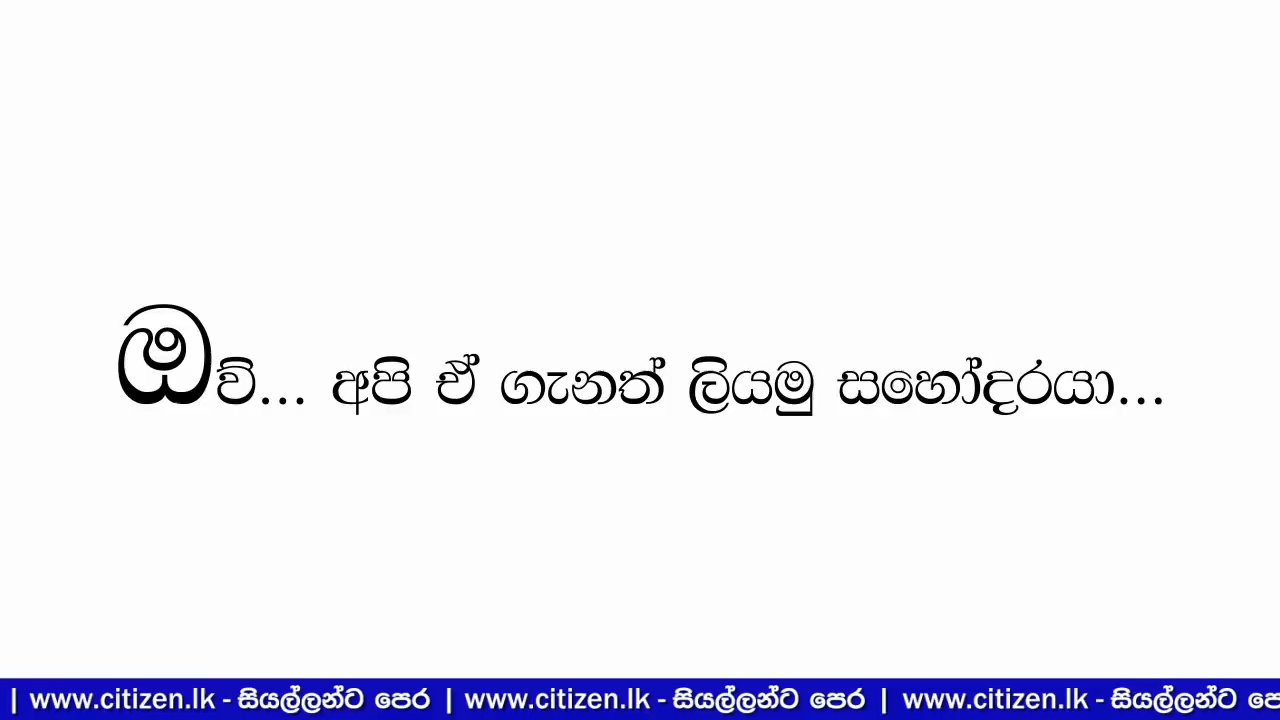 ඔව්... අපි ඒ ගැනත් ලියමු සහෝදරයා...
| www.citizen.lk - සියල්ලන්ට පෙර | www.citizen.lk - සියල්ලන්ට පෙර | www.citizen.lk - සියල්ලන්ට